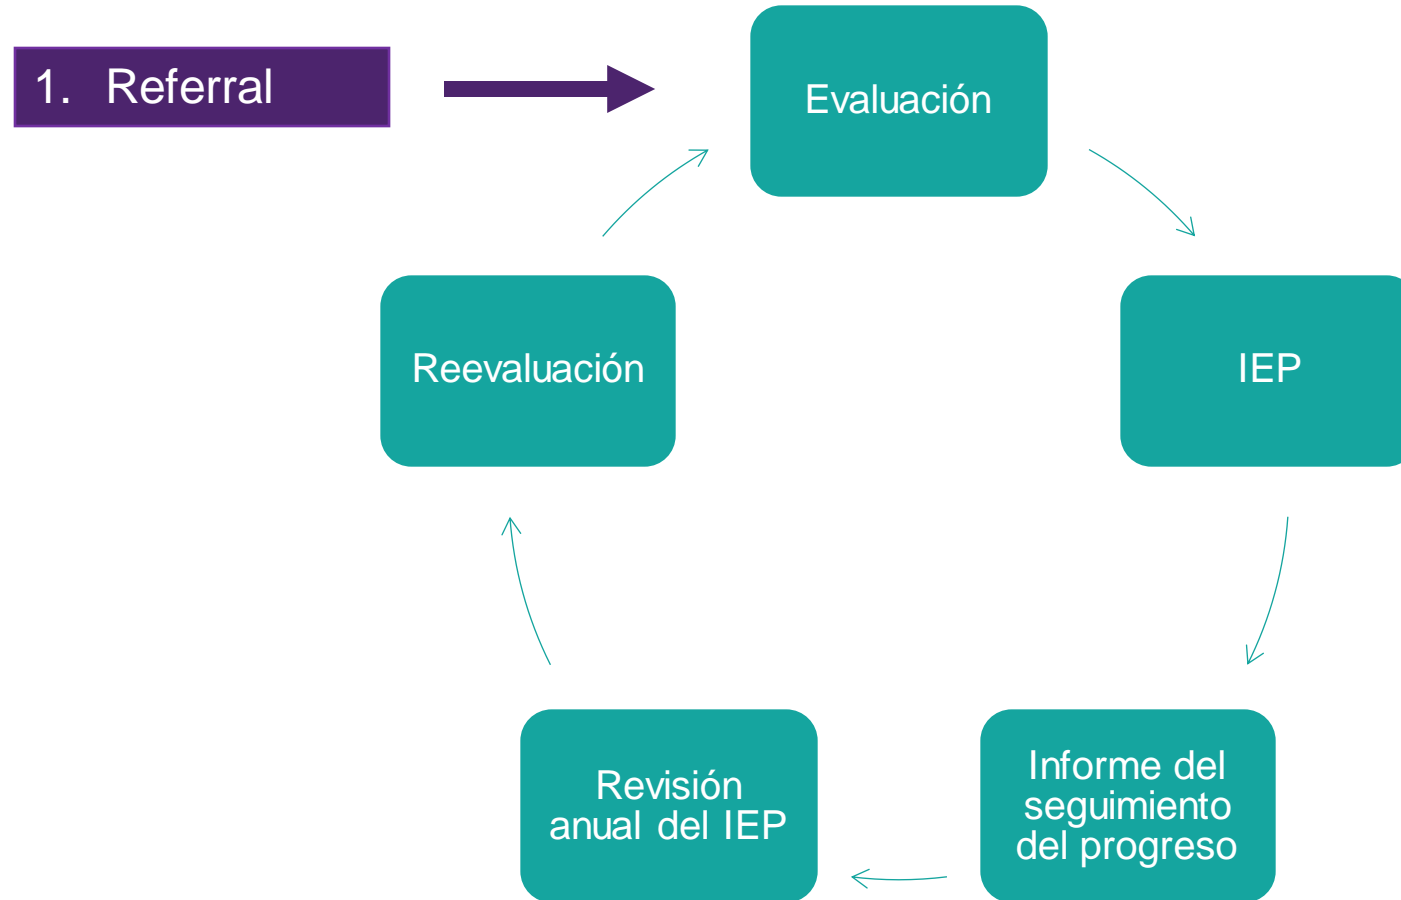 1. Referral
Evaluación
IEP
Informe del
seguimiento
del progreso
Revisión
anual del IEP
Reevaluación